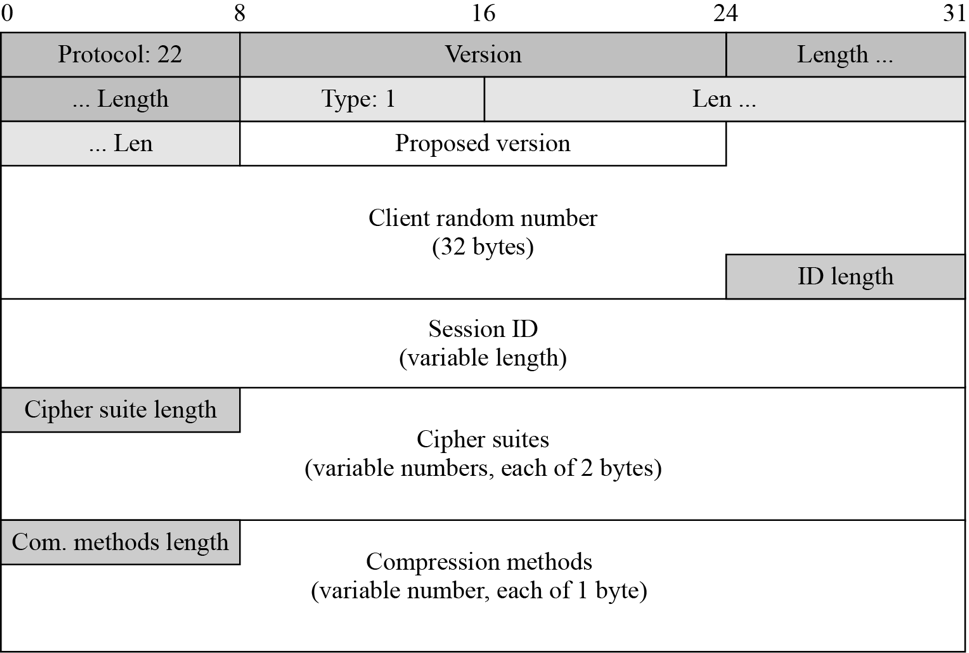 0 8 16 24 31
Protocol: 22 Version Length ...
... Length Type: 1 Len ...
... Len Proposed version
Client random number
(32 bytes)
ID length
Session ID
(variable length)
Cipher suite length
Cipher suites
(variable numbers, each of 2 bytes)
Com. methods length
Compression methods
(variable number, each of 1 byte)